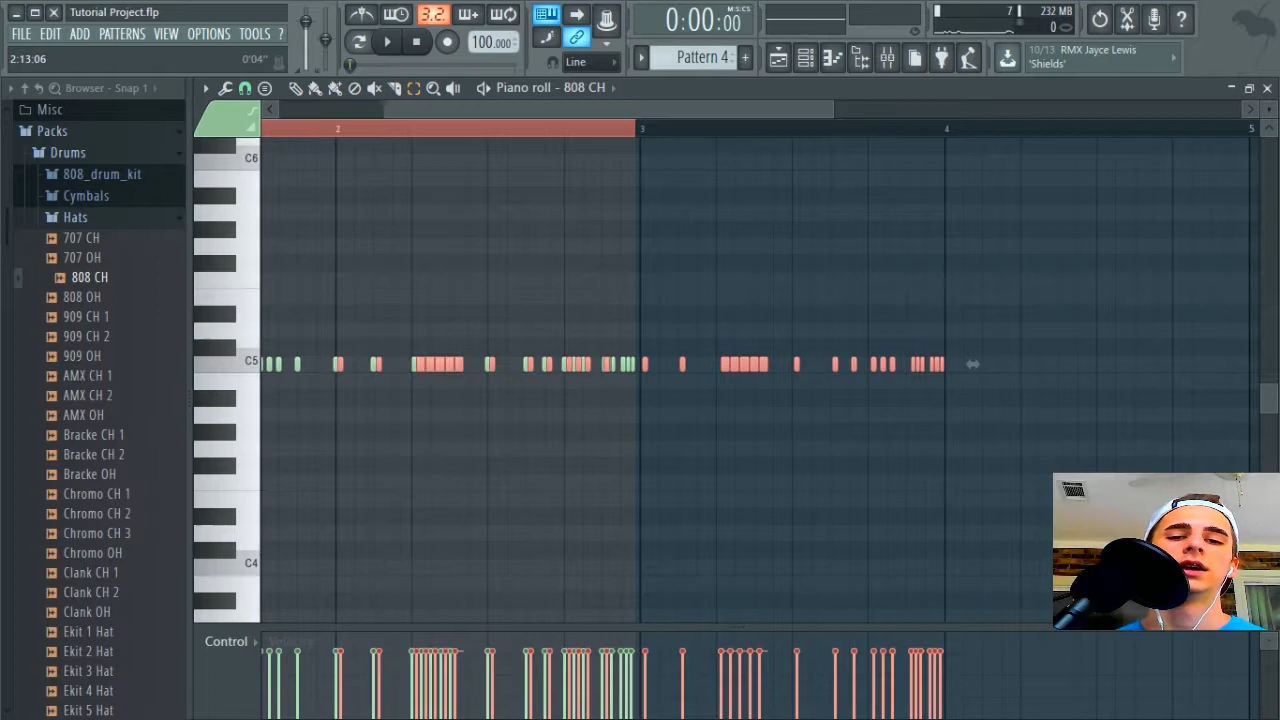 Tutorial Project.flp
FILE EDIT ADD PATTERNS VIEW OPTIONS TOOLS ?
2:13:06 0'04"
3.2.
100.000
Line
0:00:00
M:S:CS
Pattern 4
7 232 MB
0
10/13 RMX Jayce Lewis
'Shields'
Browser - Snap 1
Piano roll - 808 CH
Misc
Packs
Drums
808_drum_kit
Cymbals
Hats
707 CH
707 OH
808 CH
808 OH
909 CH 1
909 CH 2
909 OH
AMX CH 1
AMX CH 2
AMX OH
Bracke CH 1
Bracke CH 2
Bracke OH
Chromo CH 1
Chromo CH 2
Chromo CH 3
Chromo OH
Clank CH 1
Clank CH 2
Clank OH
Ekit 1 Hat
Ekit 2 Hat
Ekit 3 Hat
Ekit 4 Hat
Ekit 5 Hat
2 3 4 5
C6
C5
C4
Control Velocity